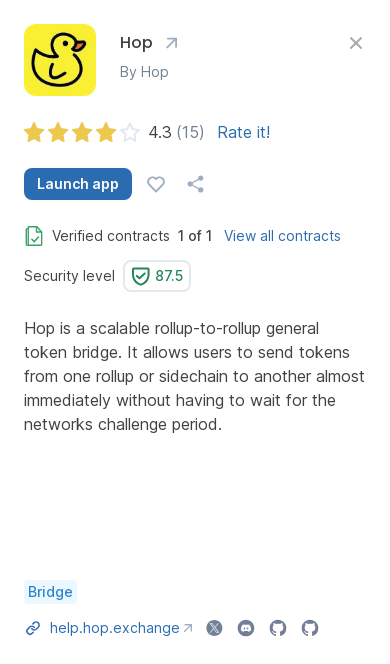 Hop
By Hop
4.3 (15) Rate it!
Launch app
Verified contracts 1 of 1 View all contracts
Security level 87.5
Hop is a scalable rollup-to-rollup general
token bridge. It allows users to send tokens
from one rollup or sidechain to another almost
immediately without having to wait for the
networks challenge period.
Bridge
help.hop.exchange